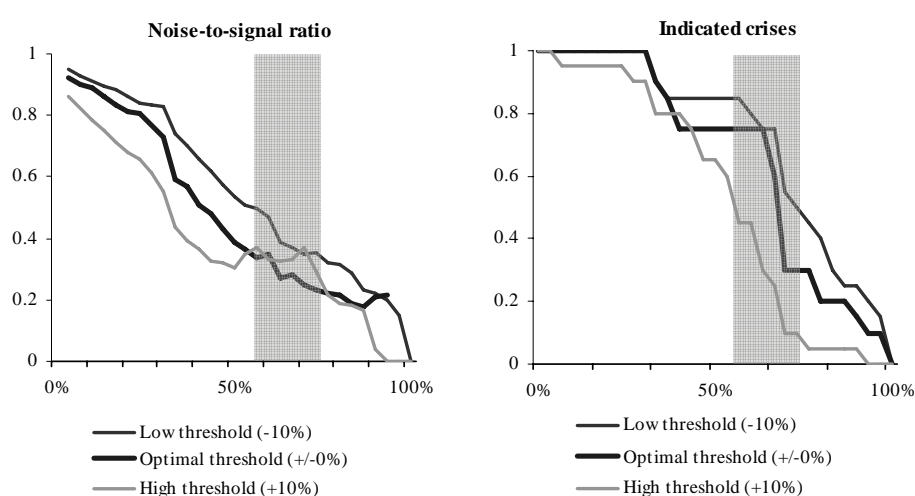 Noise-to-signal ratio
1
0.8
0.6
0.4
0.2
0
0% 50% 100%
Low threshold (-10%)
Optimal threshold (+/-0%)
High threshold (+10%)
Indicated crises
1
0.8
0.6
0.4
0.2
0
0% 50% 100%
Low threshold (-10%)
Optimal threshold (+/-0%)
High threshold (+10%)